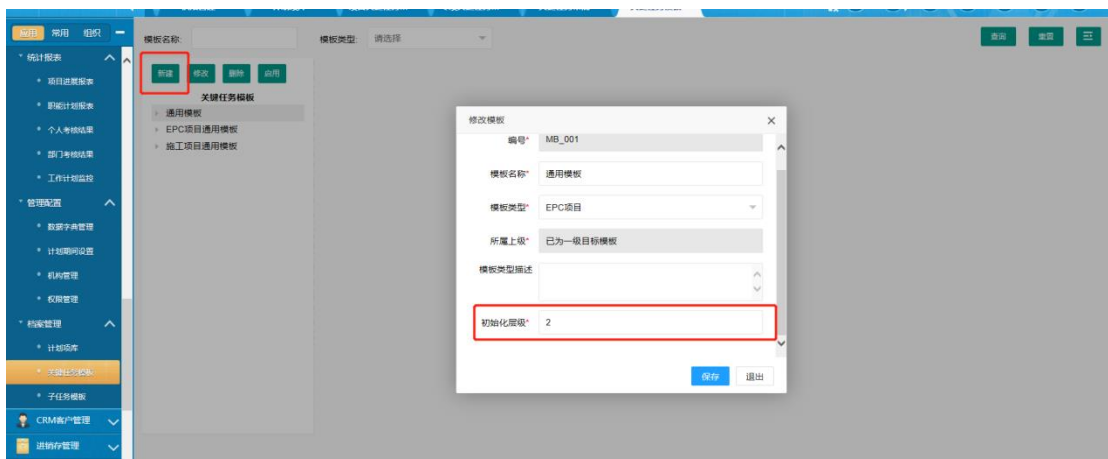 应用 常用 组织
模板名称: 模板类型: 请选择 查询 重置
统计报表
项目进展报表
职能计划报表
个人考核结果
部门考核结果
工作计划监控
管理配置
数据字典管理
计划期间设置
机构管理
权限管理
档案管理
计划项库
关键任务模板
子任务模板
CRM客户管理
进销存管理
新建 修改 删除 启用
关键任务模板
通用模板
EPC项目通用模板
施工项目通用模板
修改模板
编号* MB_001
模板名称* 通用模板
模板类型* EPC项目
所属上级* 已为一级目标模板
模板类型描述
初始化层级* 2
保存 退出